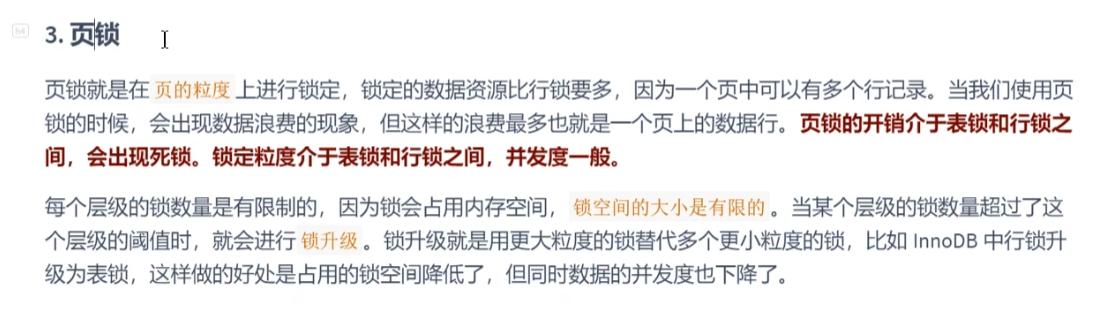 h4
3. 页锁
页锁就是在 页的粒度 上进行锁定，锁定的数据资源比行锁要多，因为一个页中可以有多个行记录。当我们使用页
锁的时候，会出现数据浪费的现象，但这样的浪费最多也就是一个页上的数据行。页锁的开销介于表锁和行锁之
间，会出现死锁。锁定粒度介于表锁和行锁之间，并发度一般。
每个层级的锁数量是有限制的，因为锁会占用内存空间， 锁空间的大小是有限的 。当某个层级的锁数量超过了这
个层级的阈值时，就会进行 锁升级 。锁升级就是用更大粒度的锁替代多个更小粒度的锁，比如 InnoDB 中行锁升
级为表锁，这样做的好处是占用的锁空间降低了，但同时数据的并发度也下降了。